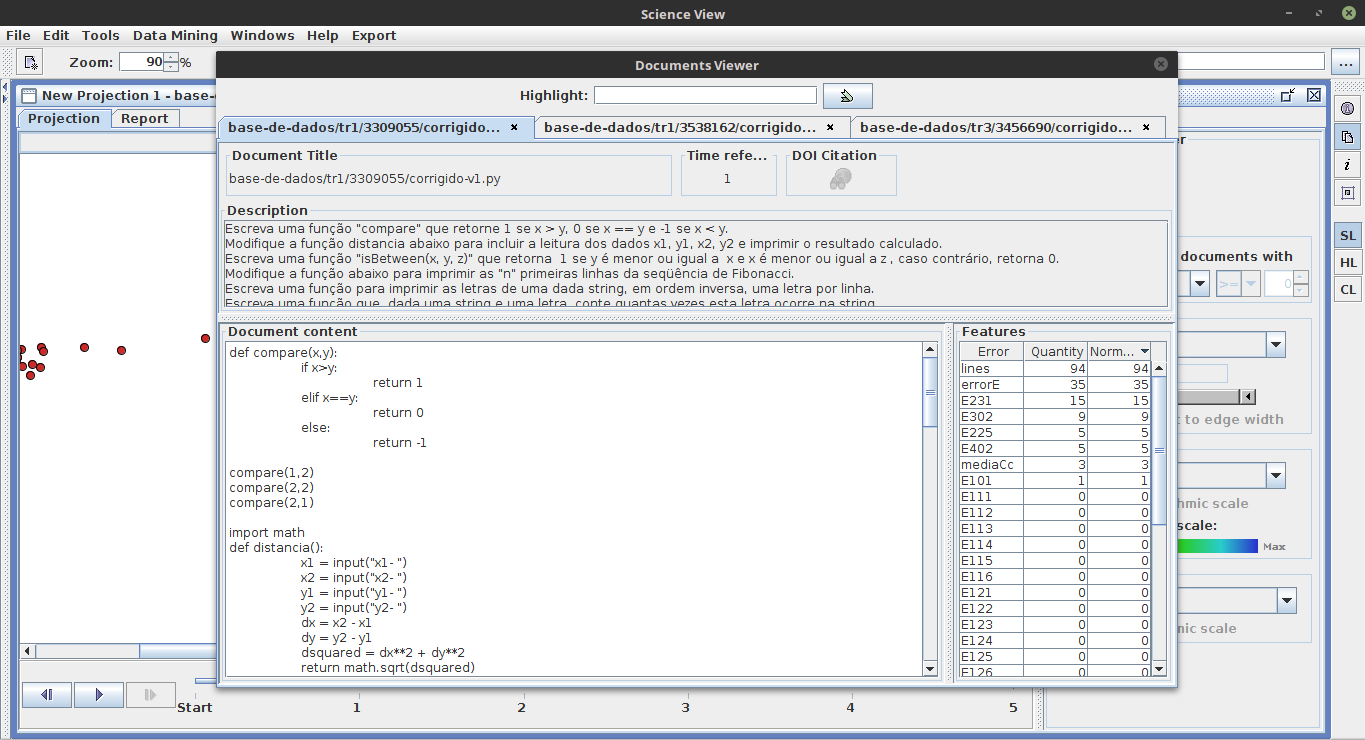 Science View
File Edit Tools Data Mining Windows Help Export
Zoom: 90 % ...
Documents Viewer
New Projection 1 - base-
Highlight:
Projection Report
base-de-dados/tr1/3309055/corrigido... × base-de-dados/tr1/3538162/corrigido... × base-de-dados/tr3/3456690/corrigido... ×
Document Title Time refe... DOI Citation
base-de-dados/tr1/3309055/corrigido-v1.py 1
Description
Escreva uma função "compare" que retorne 1 se x > y, 0 se x == y e -1 se x < y.
Modifique a função distancia abaixo para incluir a leitura dos dados x1, y1, x2, y2 e imprimir o resultado calculado.
Escreva uma função "isBetween(x, y, z)" que retorna  1 se y é menor ou igual a  x e x é menor ou igual a z , caso contrário, retorna 0.
Modifique a função abaixo para imprimir as "n" primeiras linhas da seqüência de Fibonacci.
Escreva uma função para imprimir as letras de uma dada string, em ordem inversa, uma letra por linha.
Escreva uma função que, dada uma string e uma letra, conte quantas vezes esta letra ocorre na string
Document content
def compare(x,y):
if x>y:
return 1
elif x==y:
return 0
else:
return -1
compare(1,2)
compare(2,2)
compare(2,1)
import math
def distancia():
x1 = input("x1- ")
x2 = input("x2- ")
y1 = input("y1- ")
y2 = input("y2- ")
dx = x2 - x1
dy = y2 - y1
dsquared = dx**2 + dy**2
return math.sqrt(dsquared)
Features
Error Quantity Norm...
lines 94 94
errorE 35 35
E231 15 15
E302 9 9
E225 5 5
E402 5 5
mediaCc 3 3
E101 1 1
E111 0 0
E112 0 0
E113 0 0
E114 0 0
E115 0 0
E116 0 0
E121 0 0
E122 0 0
E123 0 0
E124 0 0
E125 0 0
E126 0 0
er
documents with
>= 0
t to edge width
hmic scale
scale:
Max
mic scale
i
SL
HL
CL
Start 1 2 3 4 5